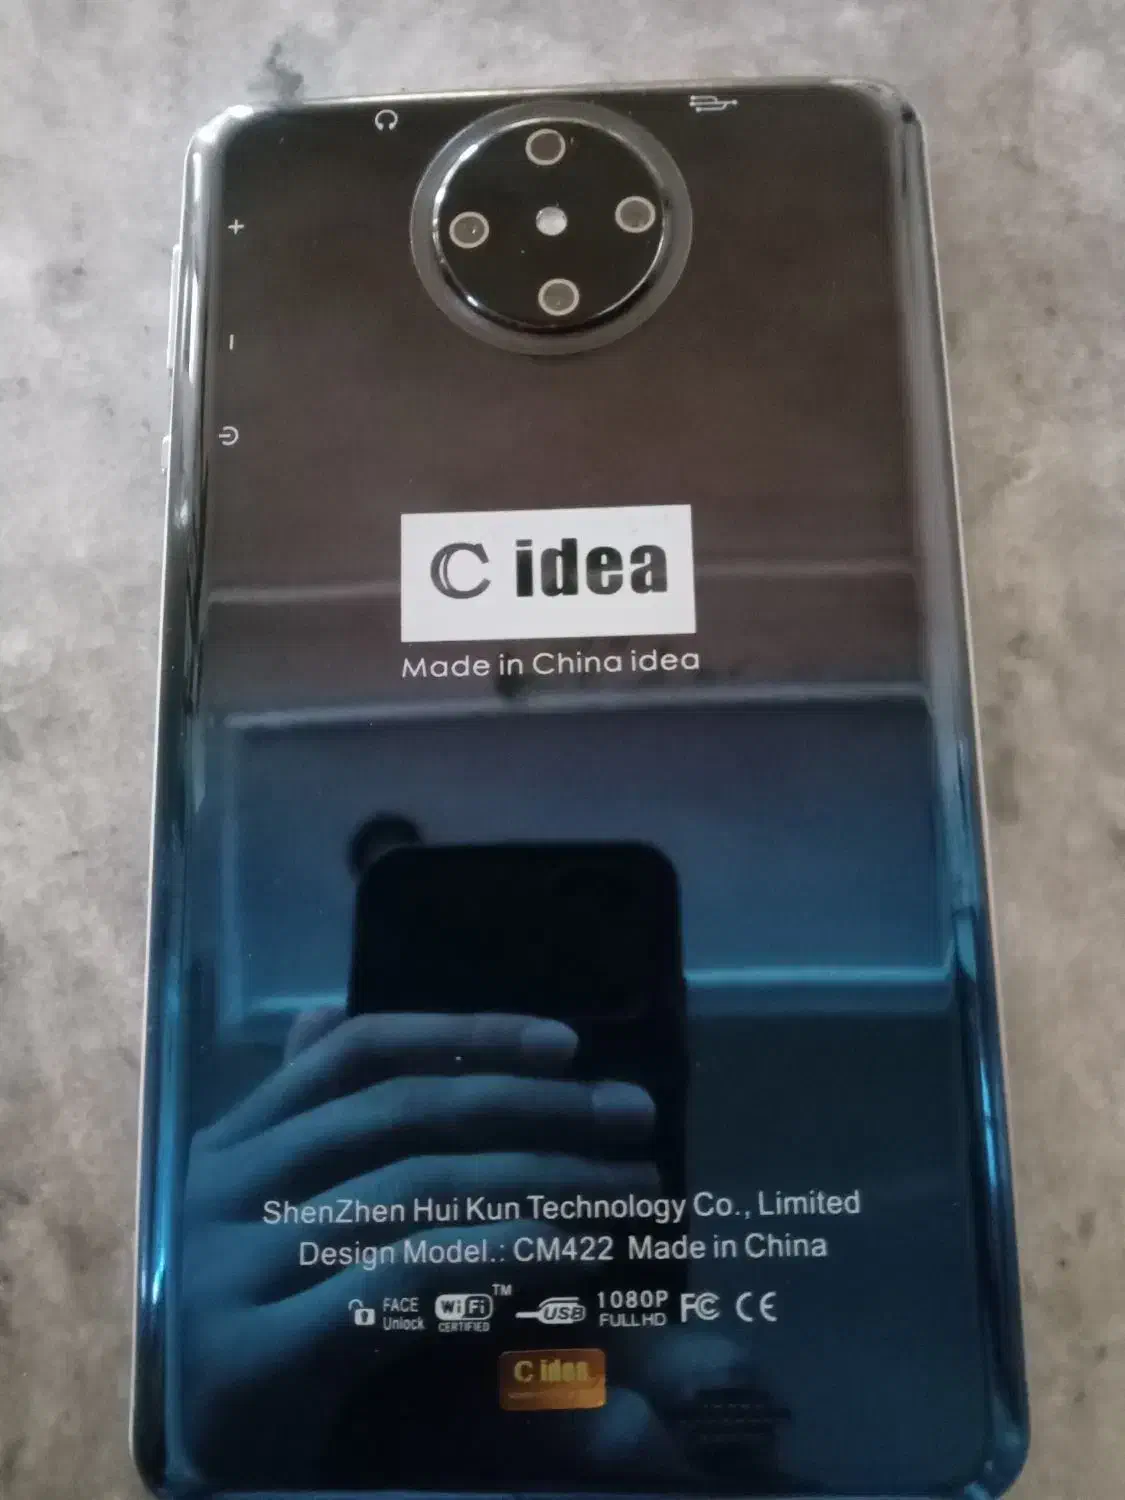 +
-
C idea
Made in China idea
ShenZhen Hui Kun Technology Co., Limited
Design Model.: CM422 Made in China
FACE Unlock
WiFi CERTIFIED TM
USB
1080P FULL HD
FC CE
C idea